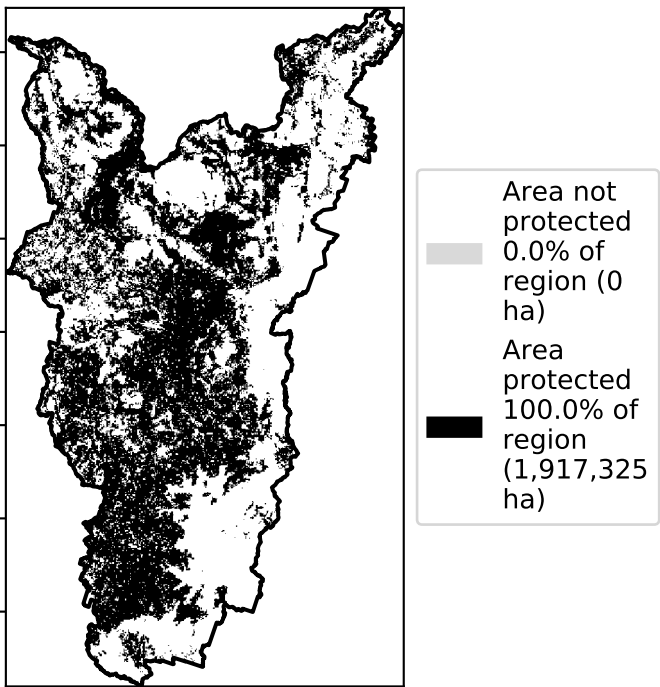 Area not
protected
0.0% of
region (0
ha)
Area
protected
100.0% of
region
(1,917,325
ha)